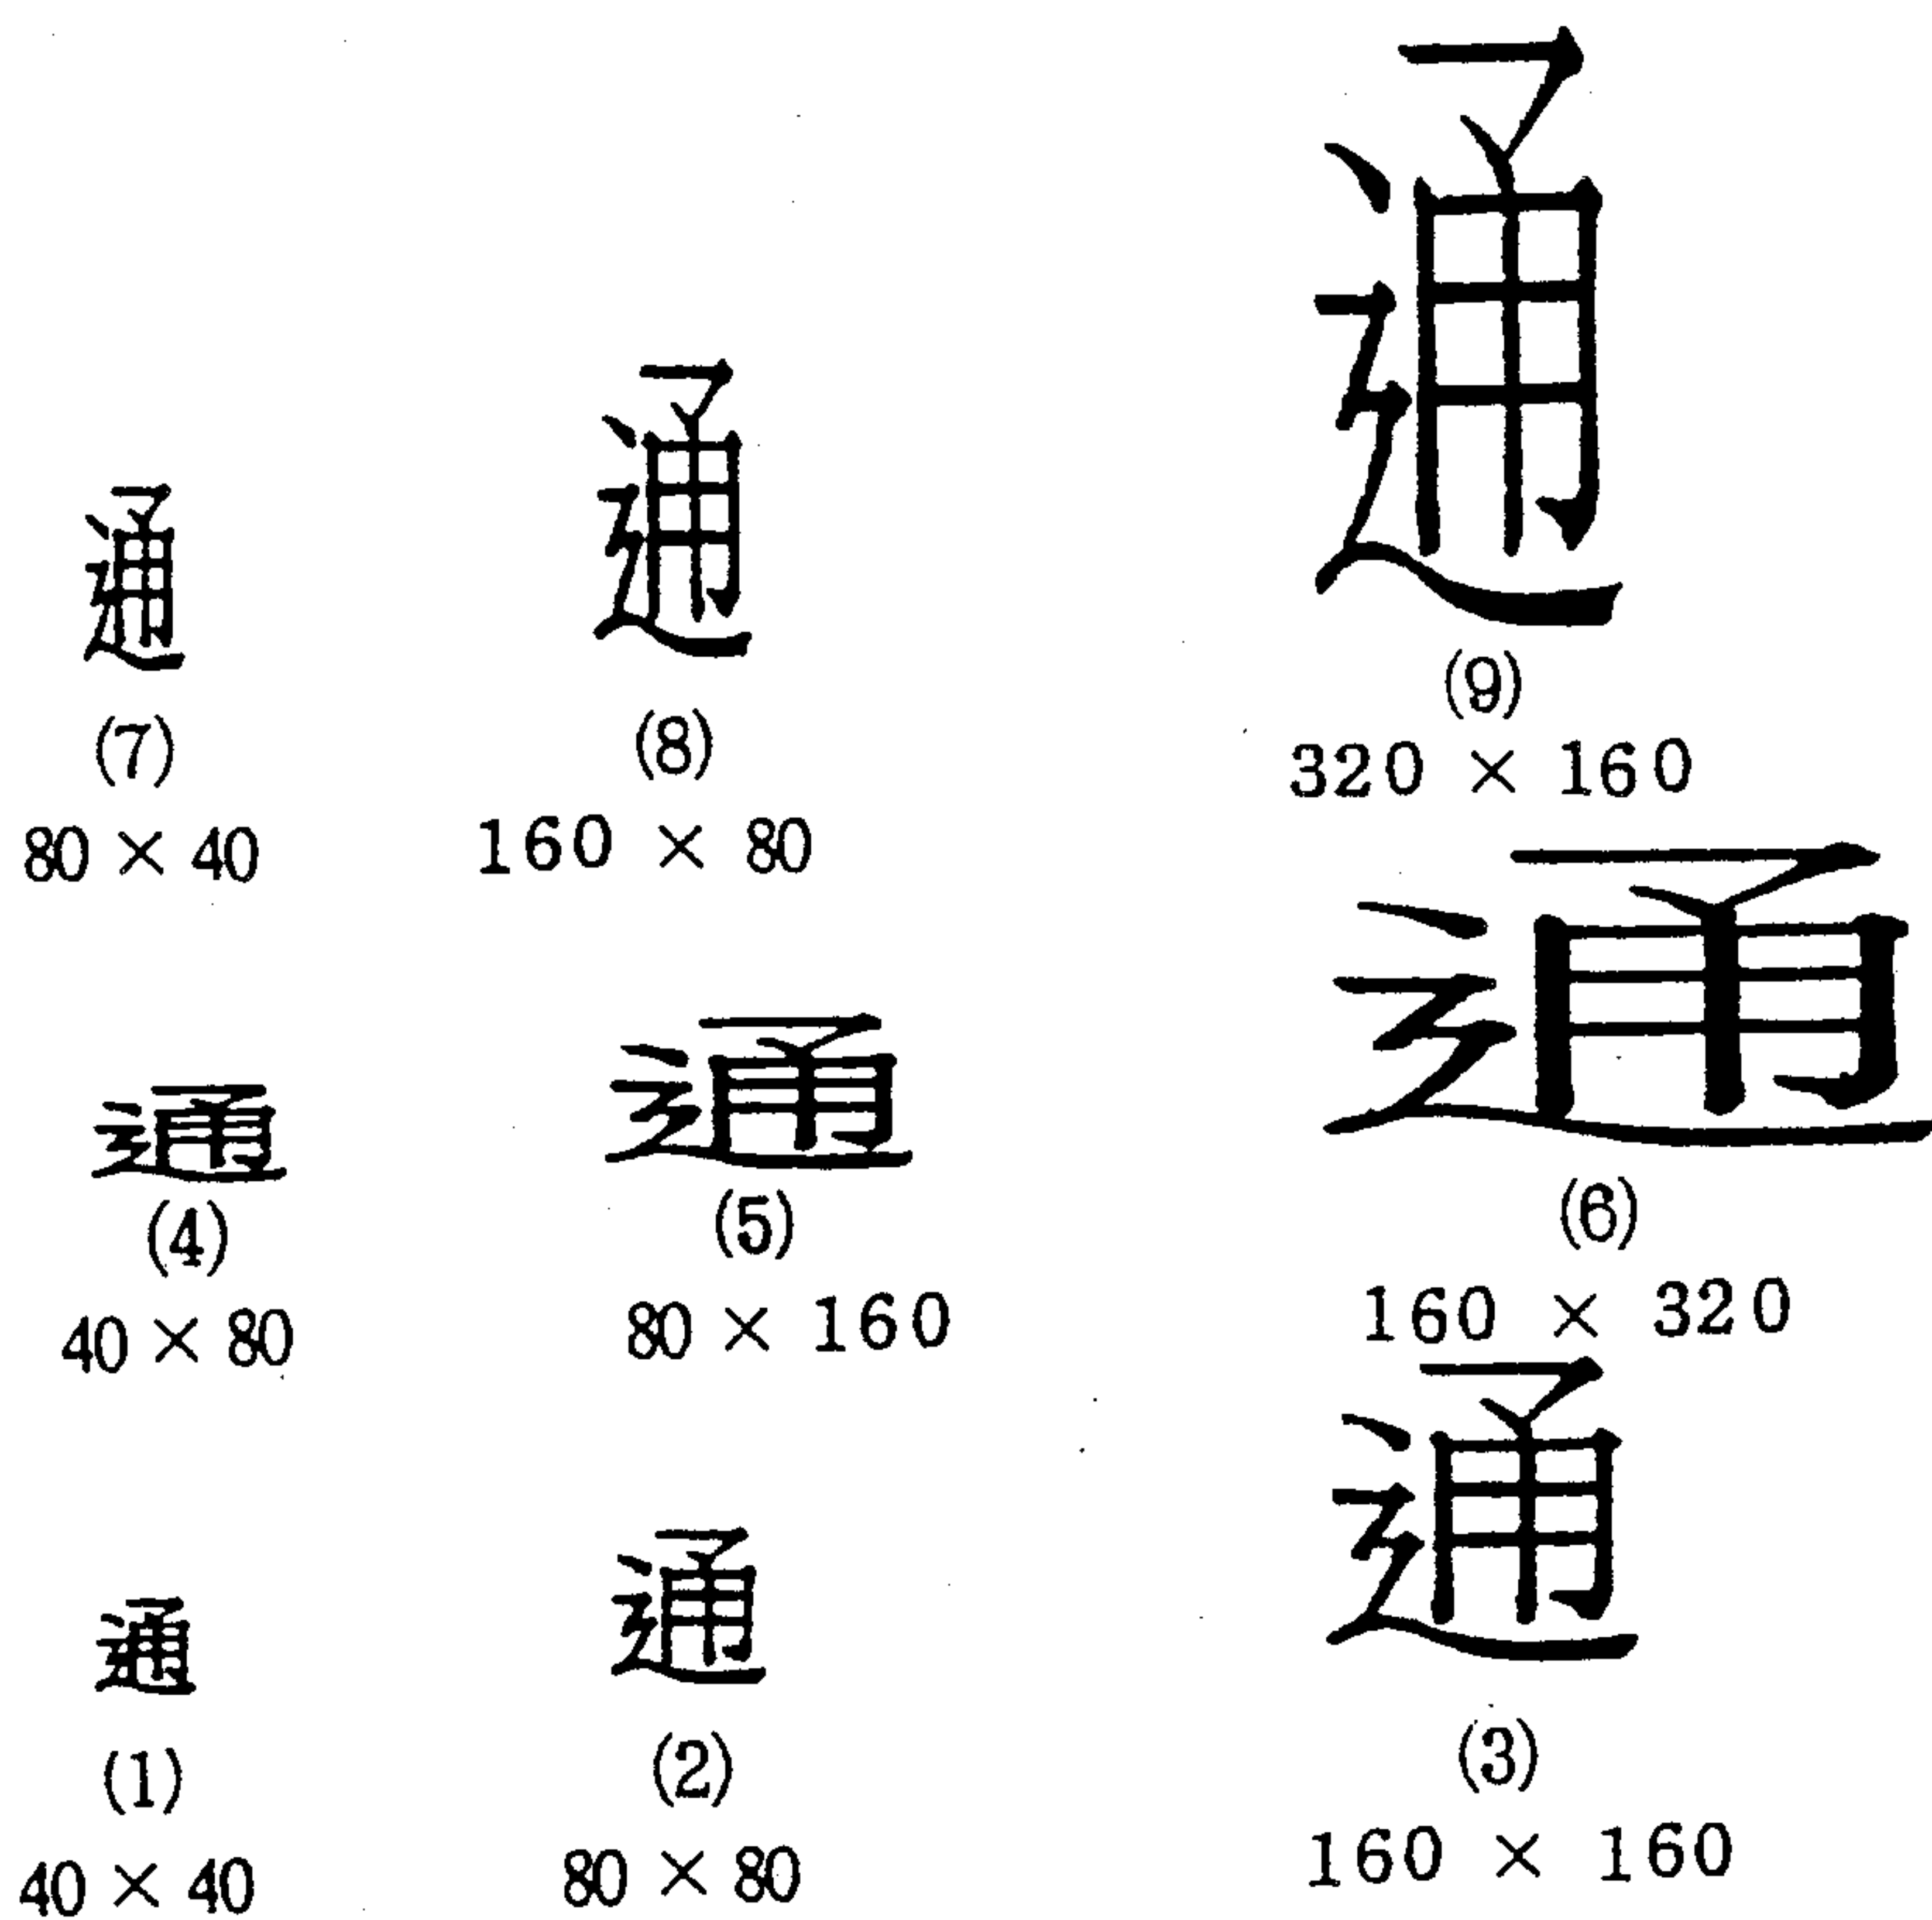 通 通 通
(7) (8) (9)
80 × 40 160 × 80 320 × 160
通 通 通
(4) (5) (6)
40 × 80 80 × 160 160 × 320
通 通 通
(1) (2) (3)
40 × 40 80 × 80 160 × 160